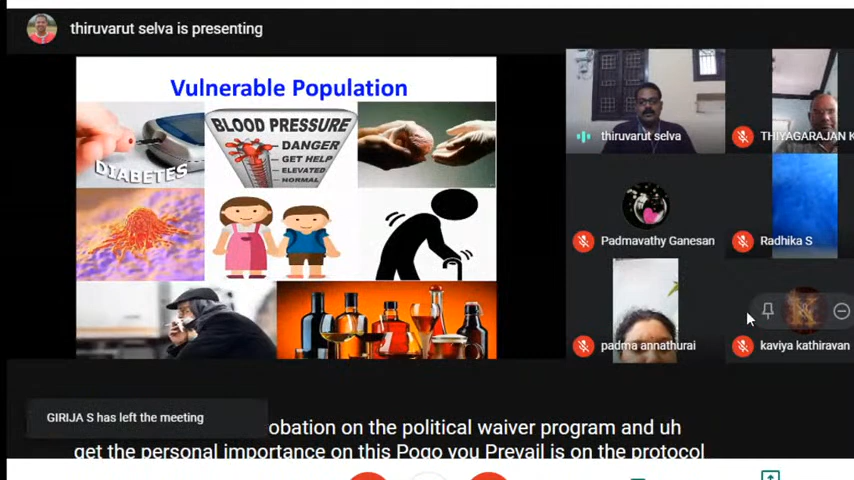 thiruvarut selva is presenting
Vulnerable Population
DIABETES
BLOOD PRESSURE
DANGER
GET HELP
ELEVATED
NORMAL
thiruvarut selva
THIYAGARAJAN K
Padmavathy Ganesan
Radhika S
padma annathurai
kaviya kathiravan
GIRIJA S has left the meeting
obation on the political waiver program and uh
get the personal importance on this Pogo you Prevail is on the protocol